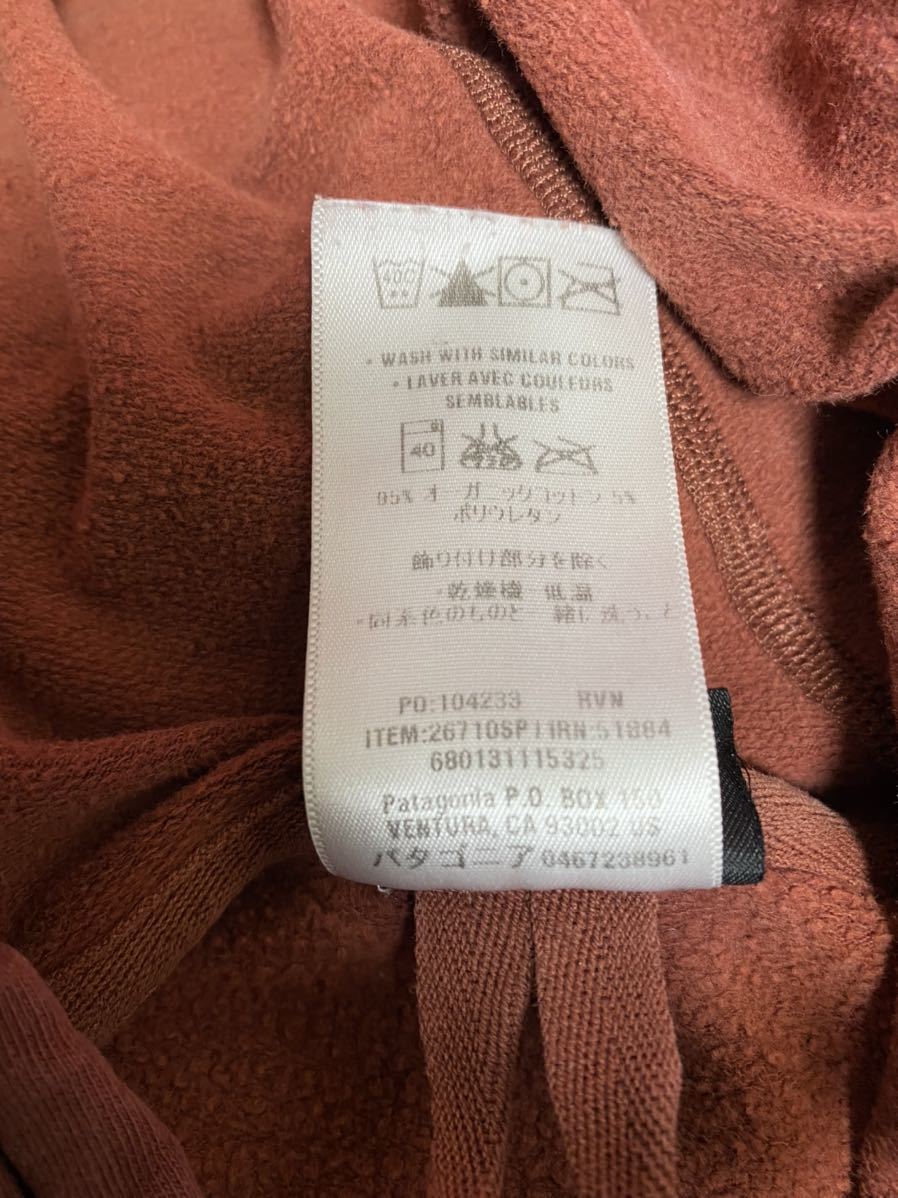 40C
• WASH WITH SIMILAR COLORS
• LAVER AVEC COULEURS
SEMBLABLES
40
95% オーガニックコットン 5%
ポリウレタン
飾り付け部分を除く
・乾燥機 低温
・同系色のものと 緒に洗うこと
PO:104233 RVN
ITEM:26710SP11RN:51884
680131115325
Patagonia P.O. BOX 150
VENTURA, CA 93002 US
パタゴニア 0467238961